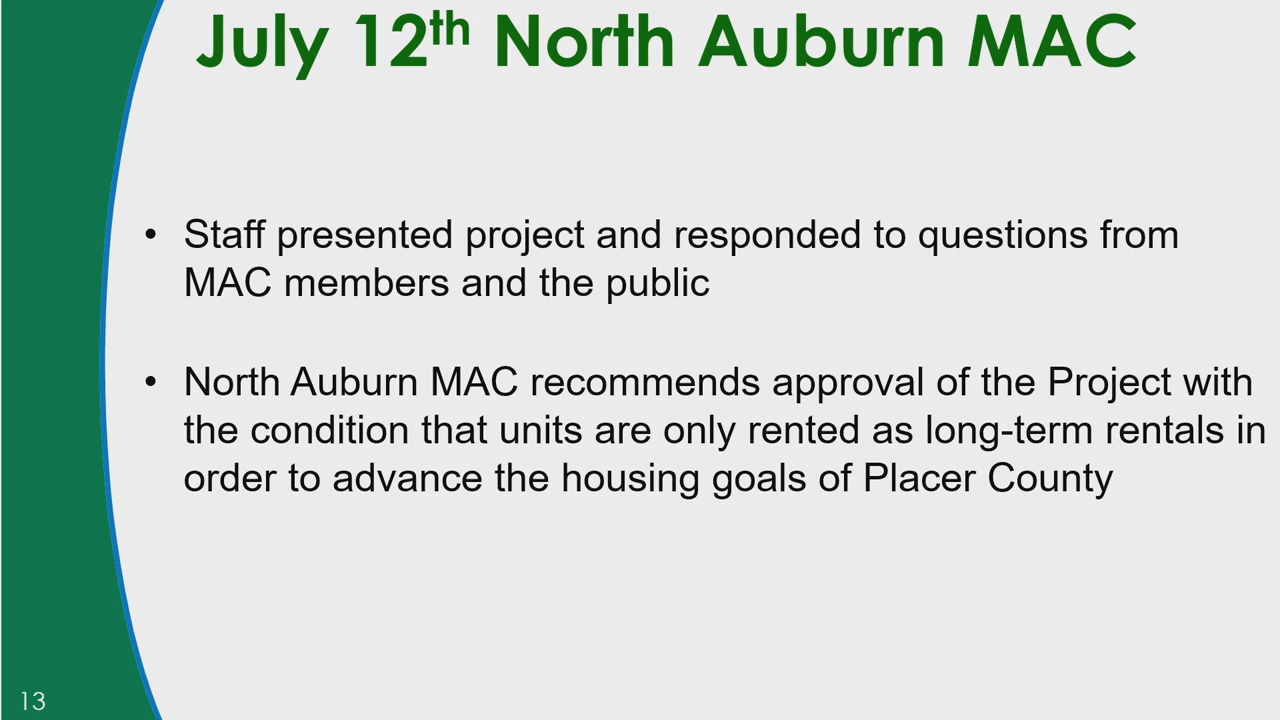 July 12th North Auburn MAC
• Staff presented project and responded to questions from
MAC members and the public
• North Auburn MAC recommends approval of the Project with
the condition that units are only rented as long-term rentals in
order to advance the housing goals of Placer County
13